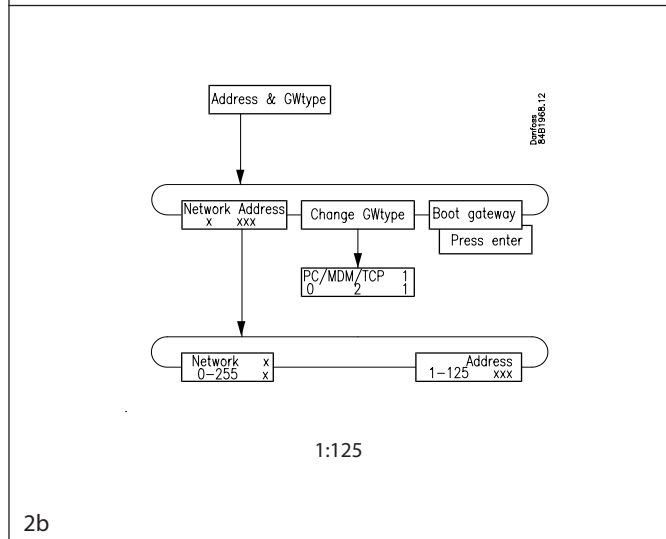 Address & GWtype
Danfoss
84B1968.12
Network Address
x xxx
Change GWtype
Boot gateway
Press enter
PC/MDM/TCP 1
0 2 1
Network x
0-255 x
Address
1-125 xxx
1:125
2b